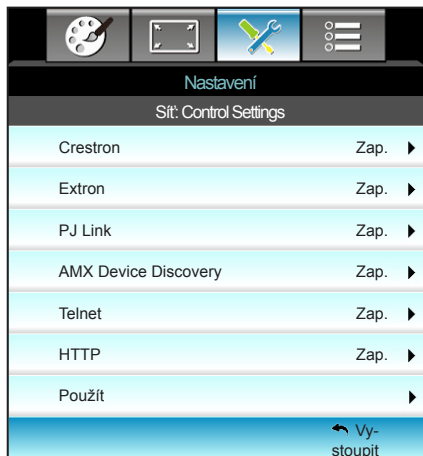 Nastavení
Síť: Control Settings
Crestron Zap.
Extron Zap.
PJ Link Zap.
AMX Device Discovery Zap.
Telnet Zap.
HTTP Zap.
Použít
Vy-
stoupit